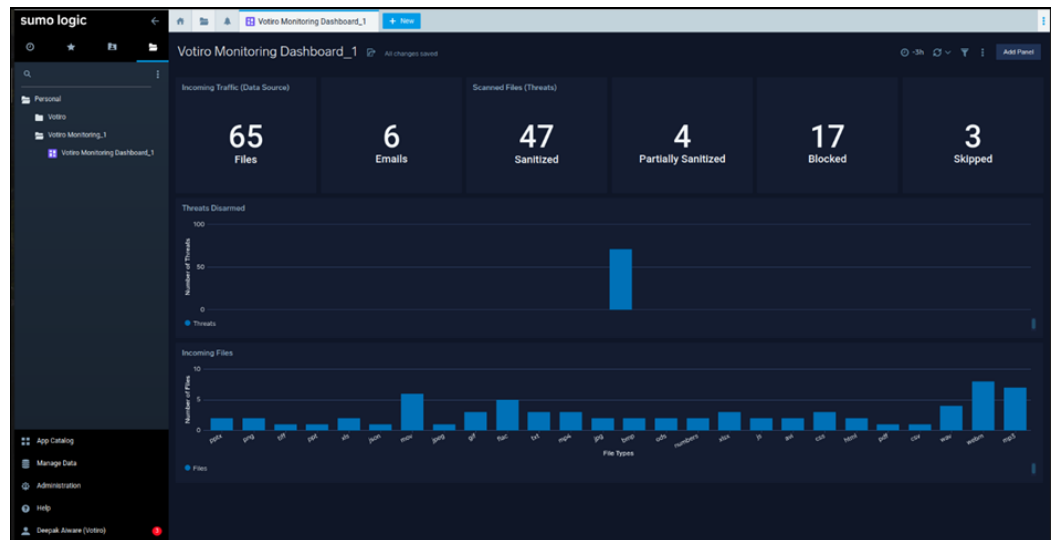 sumo logic
Votiro Monitoring Dashboard_1
+ New
Votiro Monitoring Dashboard_1
All changes saved
-3h
Add Panel
Personal
Votiro
Votiro Monitoring_1
Votiro Monitoring Dashboard_1
Incoming Traffic (Data Source)
Scanned Files (Threats)
65
Files
6
Emails
47
Sanitized
4
Partially Sanitized
17
Blocked
3
Skipped
Threats Disarmed
Number of Threats
100
50
0
Threats
Incoming Files
Number of Files
10
5
0
pptx png tiff ppt xls json mov jpeg gif flac txt mp4 jpg bmp ods numbers xlsx js avi css html pdf csv wav webm mp3
File Types
Files
App Catalog
Manage Data
Administration
Help
Deepak Aiware (Votiro)
3